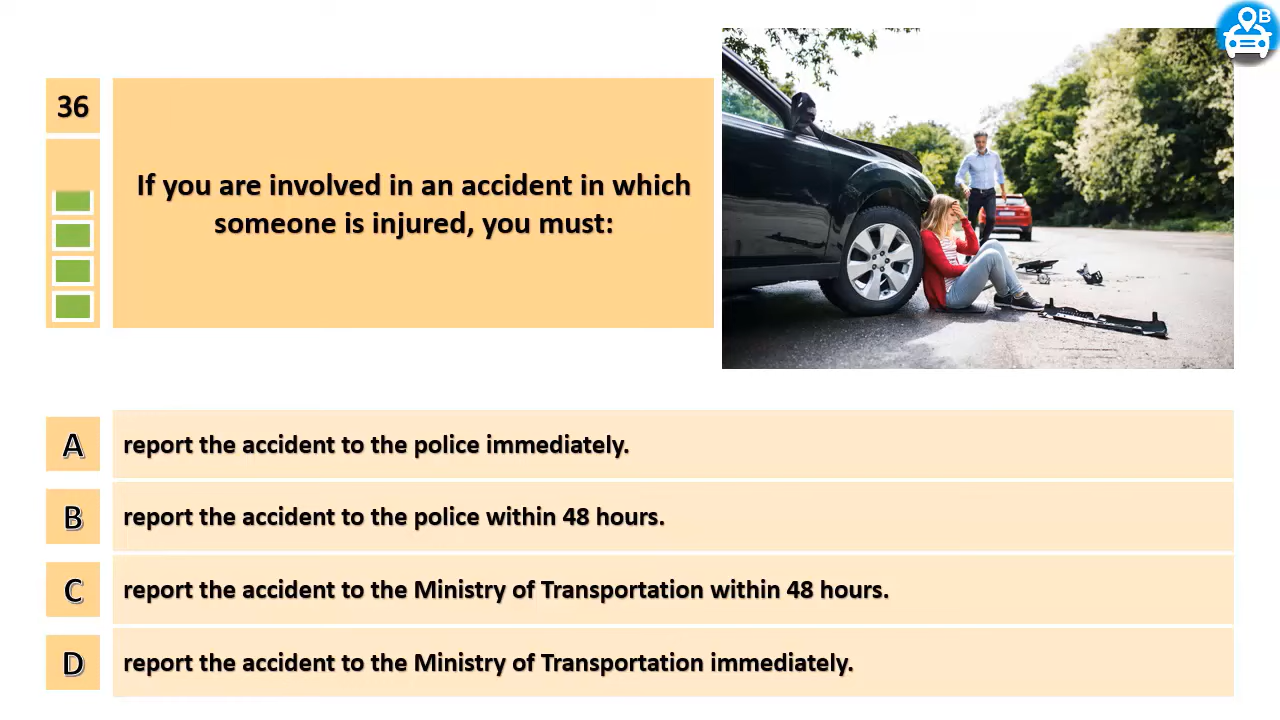 B
36
If you are involved in an accident in which
someone is injured, you must:
A
report the accident to the police immediately.
B
report the accident to the police within 48 hours.
C
report the accident to the Ministry of Transportation within 48 hours.
D
report the accident to the Ministry of Transportation immediately.